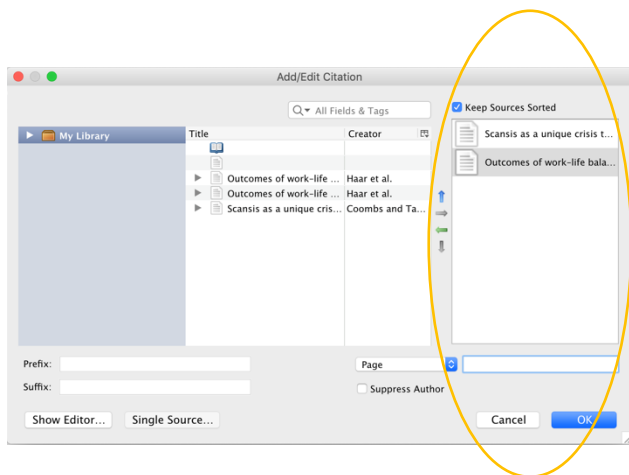 Add/Edit Citation
All Fields & Tags
Keep Sources Sorted
My Library
Title Creator
Scansis as a unique crisis t...
Outcomes of work-life bala...
Outcomes of work-life ... Haar et al.
Outcomes of work-life ... Haar et al.
Scansis as a unique cris... Coombs and Ta...
Prefix:
Page
Suffix:
Suppress Author
Show Editor... Single Source... Cancel OK